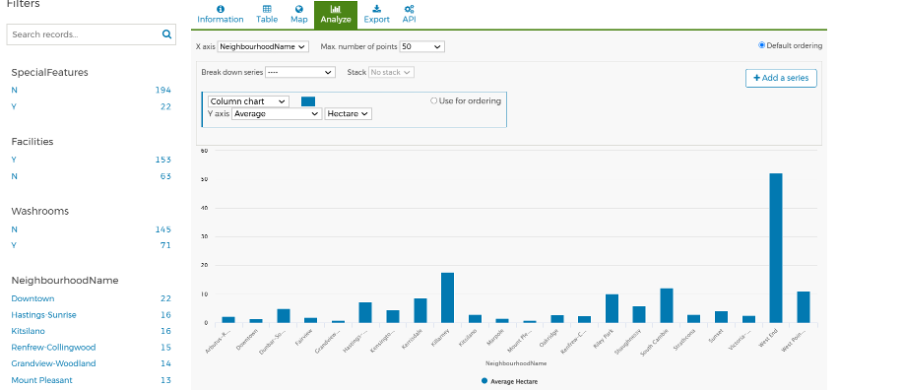 Filters
Search records...
SpecialFeatures
N 194
Y 22
Facilities
Y 153
N 63
Washrooms
N 145
Y 71
NeighbourhoodName
Downtown 22
Hastings-Sunrise 16
Kitsilano 16
Renfrew-Collingwood 15
Grandview-Woodland 14
Mount Pleasant 13
Information Table Map Analyze Export API
X axis NeighbourhoodName Max. number of points 50 Default ordering
Break down series ---- Stack No stack + Add a series
Column chart Use for ordering
Y axis Average Hectare
60
50
40
30
20
10
0
Arbutus-R... Downtown Dunbar-So... Fairview Grandview-... Hastings-... Kensingto... Kerrisdale Killarney Kitsilano Marpole Mount Ple... Oakridge Renfrew-C... Riley Park Shaughnessy South Cambie Strathcona Sunset Victoria-... West End West Poin...
NeighbourhoodName
Average Hectare